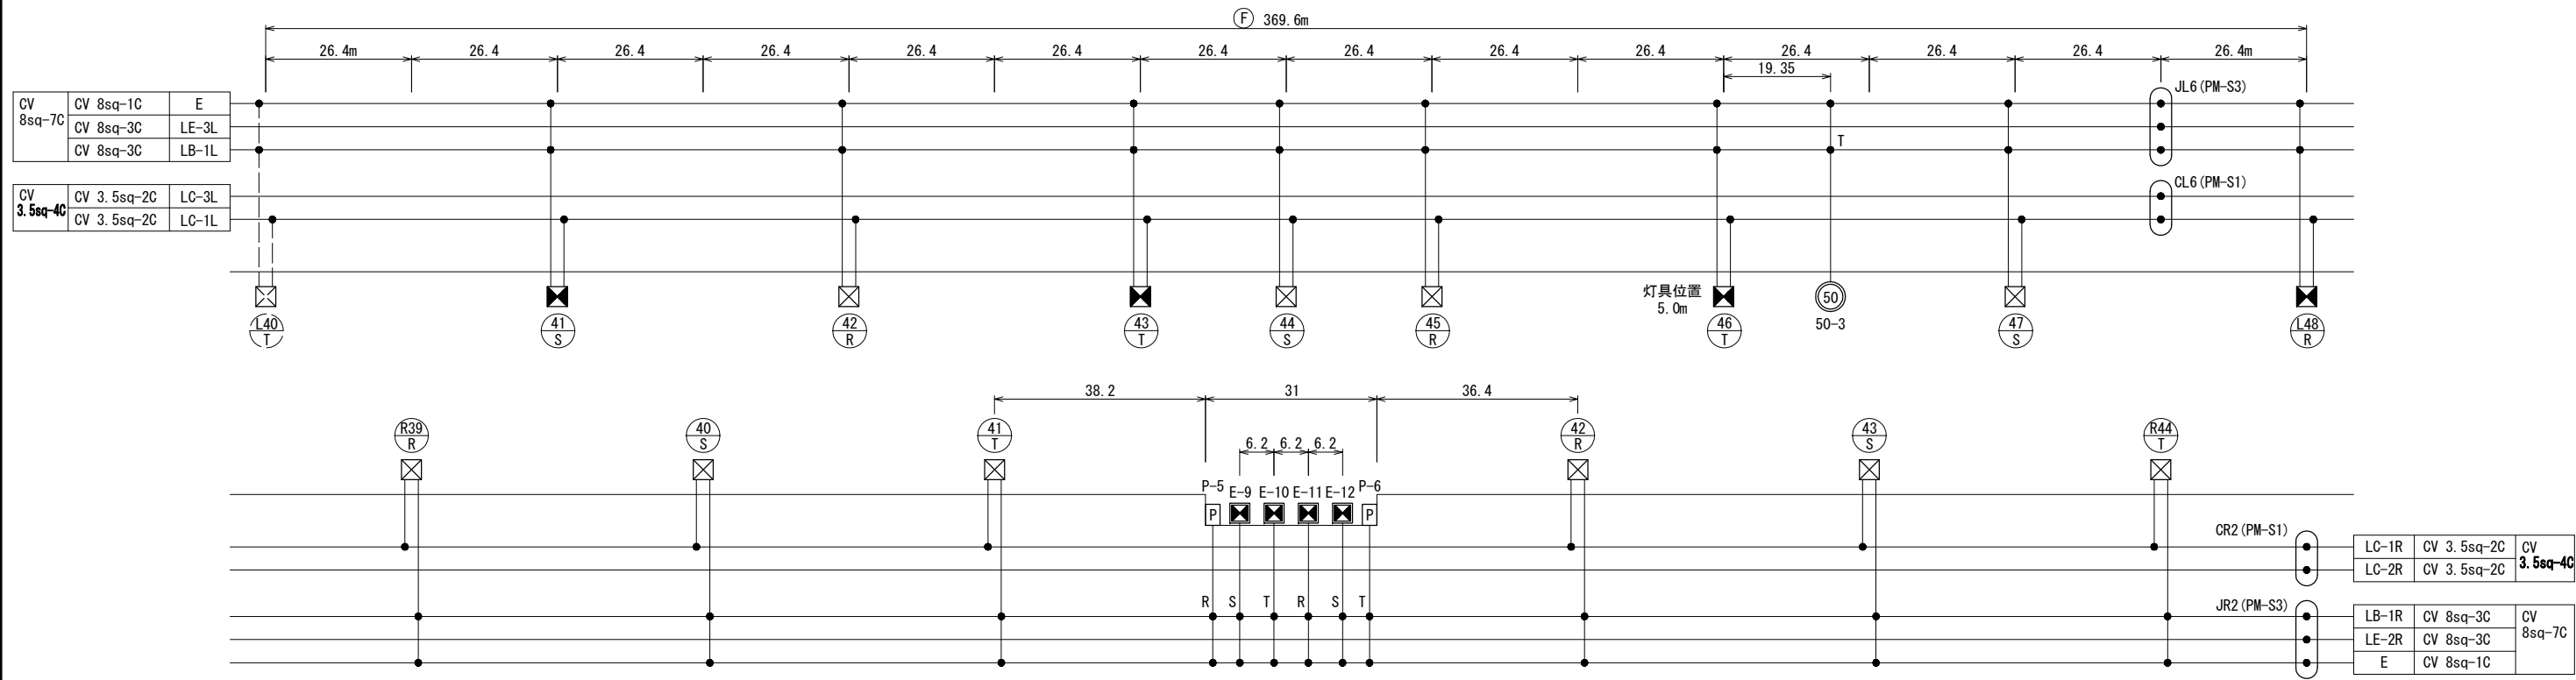 Ⓕ 369.6m
26.4m 26.4 26.4 26.4 26.4 26.4 26.4 26.4 26.4 26.4 26.4 26.4 26.4 26.4m
19.35
JL6(PM-S3)
CV 8sq-7C
CV 8sq-1C E
CV 8sq-3C LE-3L
CV 8sq-3C LB-1L
T
CL6(PM-S1)
CV 3.5sq-4C
CV 3.5sq-2C LC-3L
CV 3.5sq-2C LC-1L
灯具位置
5.0m
50
50-3
L40 41 42 43 44 45 46 47 L48
T S R T S R T S R
38.2 31 36.4
R39 40 41 42 43 R44
R S T R S T
6.2 6.2 6.2
P-5 E-9 E-10 E-11 E-12 P-6
P P
CR2(PM-S1)
LC-1R CV 3.5sq-2C
LC-2R CV 3.5sq-2C
CV 3.5sq-4C
R S T R S T
JR2(PM-S3)
LB-1R CV 8sq-3C
LE-2R CV 8sq-3C
E CV 8sq-1C
CV 8sq-7C